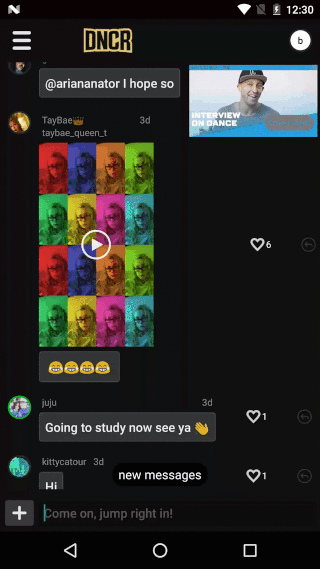 12:30
DNCR
b
@ariananator I hope so
INTERVIEW
ON DANCE
TayBae👑 3d
taybae_queen_t
6
😂😂😂😂
juju 3d
Going to study now see ya 👋
1
kittycatour 3d
Hi
1
new messages
Come on, jump right in!